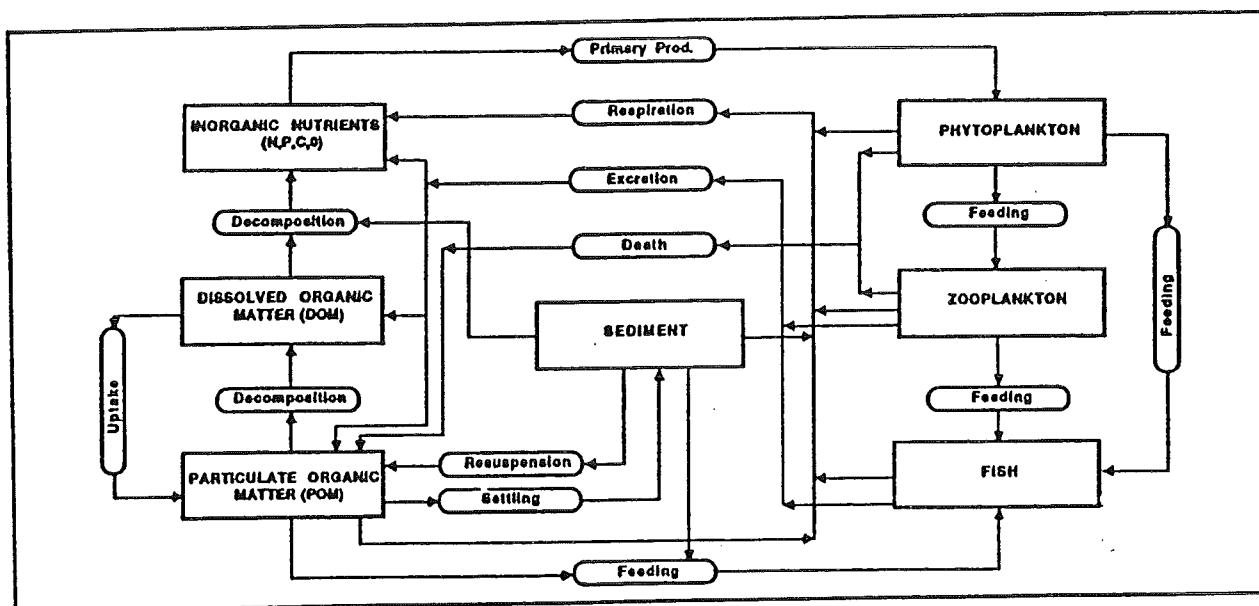 Primary Prod.
INORGANIC NUTRIENTS
(N,P,C,O)
Respiration
PHYTOPLANKTON
Excretion
Decomposition
Feeding
Death
DISSOLVED ORGANIC
MATTER (DOM)
ZOOPLANKTON
SEDIMENT
Feeding
Uptake
Decomposition
Feeding
Resuspension
PARTICULATE ORGANIC
MATTER (POM)
FISH
Settling
Feeding